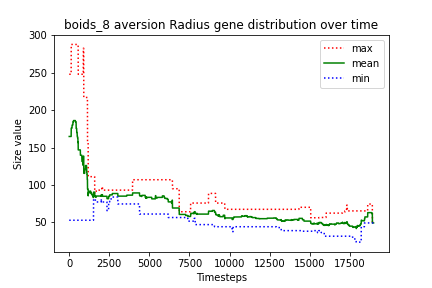 boids_8 aversion Radius gene distribution over time
300
250
200
150
100
50
Size value
max
mean
min
0
2500
5000
7500
10000
12500
15000
17500
Timesteps